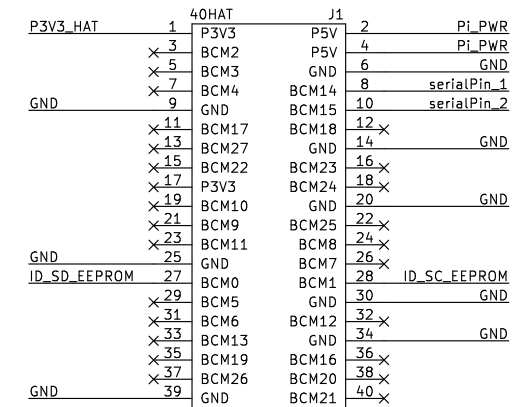 40HAT J1
P3V3_HAT 1 P3V3 P5V 2 Pi_PWR
3 BCM2 P5V 4 Pi_PWR
5 BCM3 GND 6 GND
7 BCM4 BCM14 8 serialPin_1
GND 9 GND BCM15 10 serialPin_2
11 BCM17 BCM18 12
13 BCM27 GND 14 GND
15 BCM22 BCM23 16
17 P3V3 BCM24 18
19 BCM10 GND 20 GND
21 BCM9 BCM25 22
23 BCM11 BCM8 24
GND 25 GND BCM7 26
ID_SD_EEPROM 27 BCM0 BCM1 28 ID_SC_EEPROM
29 BCM5 GND 30 GND
31 BCM6 BCM12 32
33 BCM13 GND 34 GND
35 BCM19 BCM16 36
37 BCM26 BCM20 38
GND 39 GND BCM21 40